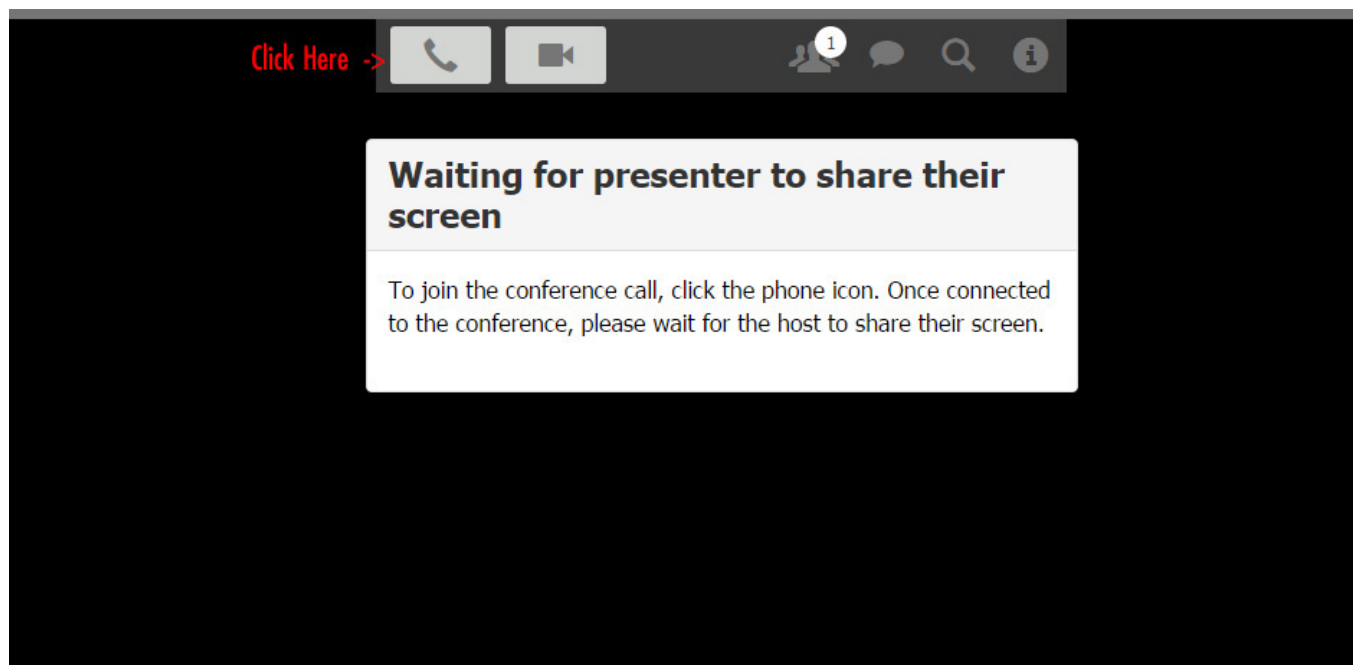 Click Here ->
1
Waiting for presenter to share their
screen
To join the conference call, click the phone icon. Once connected
to the conference, please wait for the host to share their screen.